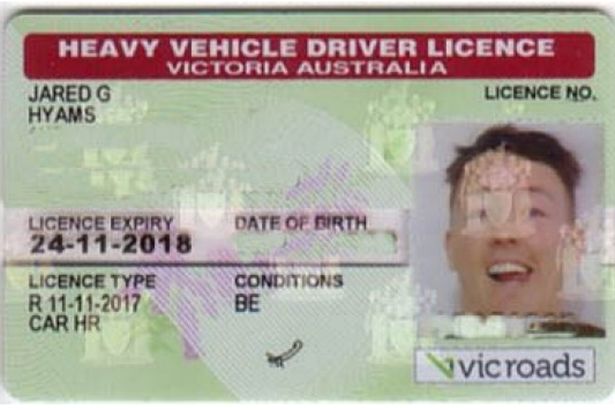 HEAVY VEHICLE DRIVER LICENCE
VICTORIA AUSTRALIA
JARED G
HYAMS
LICENCE NO.
LICENCE EXPIRY
24-11-2018
DATE OF BIRTH
LICENCE TYPE
R 11-11-2017
CAR HR
CONDITIONS
BE
vicroads